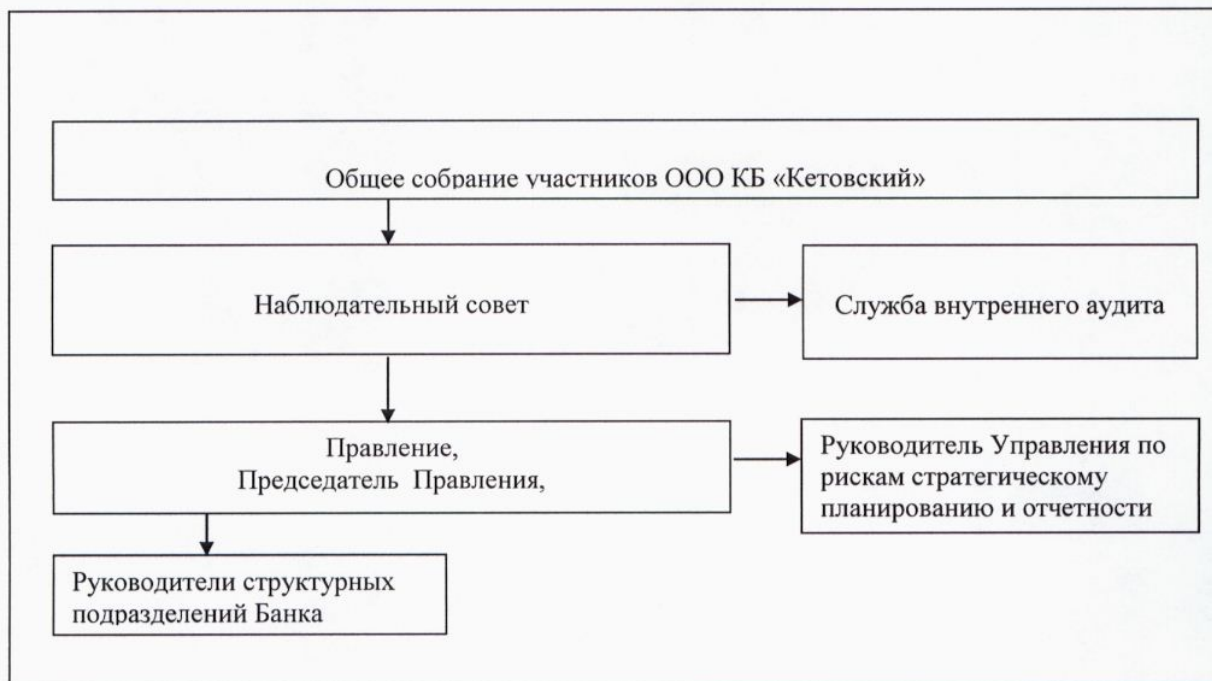 Общее собрание участников ООО КБ «Кетовский»
Наблюдательный совет
Служба внутреннего аудита
Правление,
Председатель Правления,
Руководитель Управления по
рискам стратегическому
планированию и отчетности
Руководители структурных
подразделений Банка